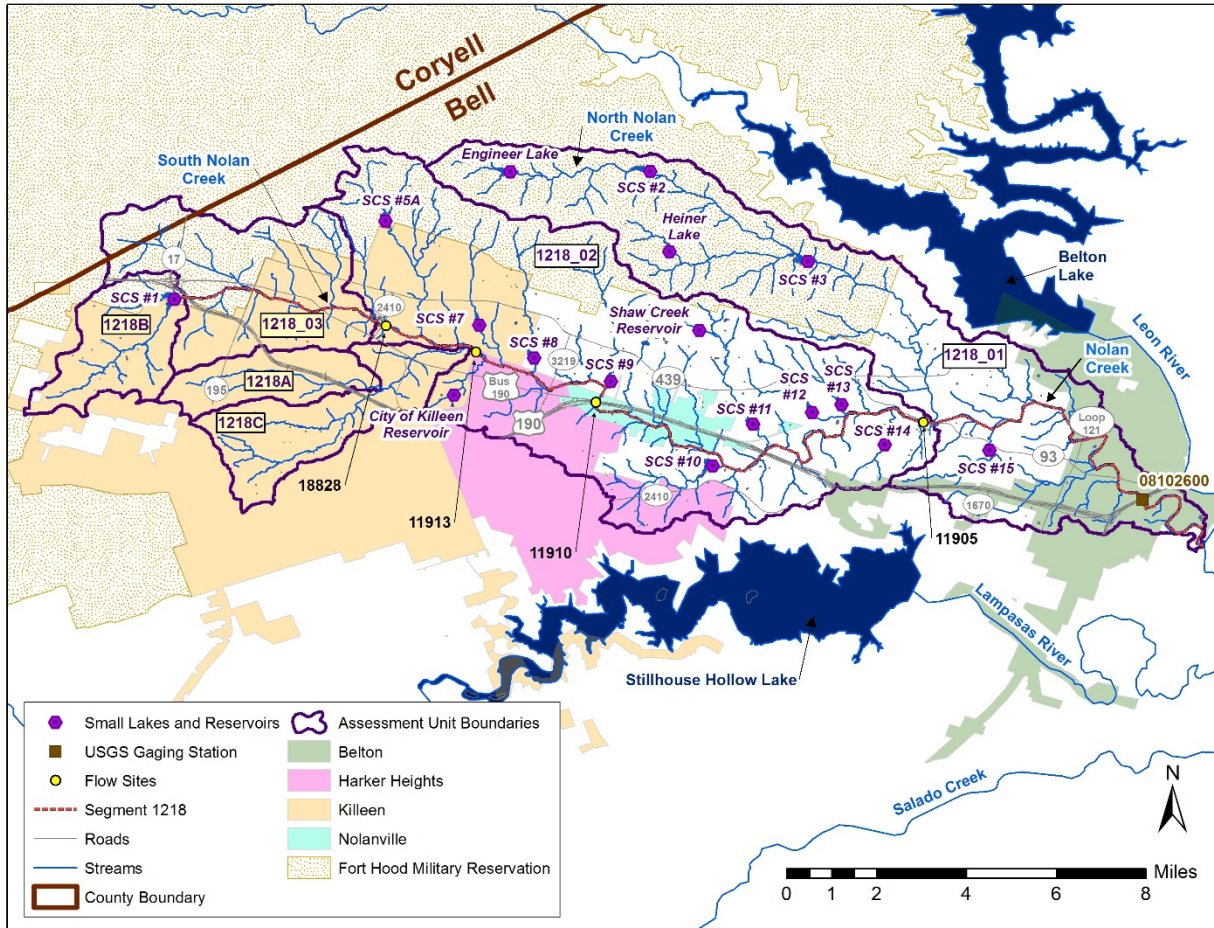 Coryell
Bell
North Nolan
Creek
South Nolan
Creek
Engineer Lake
SCS #2
SCS #5A
Heiner
Lake
SCS #3
1218_02
Belton
Lake
17
SCS #1
1218B
1218_03
2410
SCS #7
Shaw Creek
Reservoir
1218_01
Leon River
Nolan
Creek
SCS #8
3219
SCS #9
439
SCS
#13
SCS
#12
Loop
121
195
1218A
Bus
190
190
City of Killeen
Reservoir
SCS #11
SCS #14
93
SCS #15
1218C
SCS #10
08102600
18828
2410
1670
11913
11910
11905
Lampasas River
Stillhouse Hollow Lake
Salado Creek
N
Small Lakes and Reservoirs
USGS Gaging Station
Flow Sites
Segment 1218
Roads
Streams
County Boundary
Assessment Unit Boundaries
Belton
Harker Heights
Killeen
Nolanville
Fort Hood Military Reservation
Miles
0 1 2 4 6 8